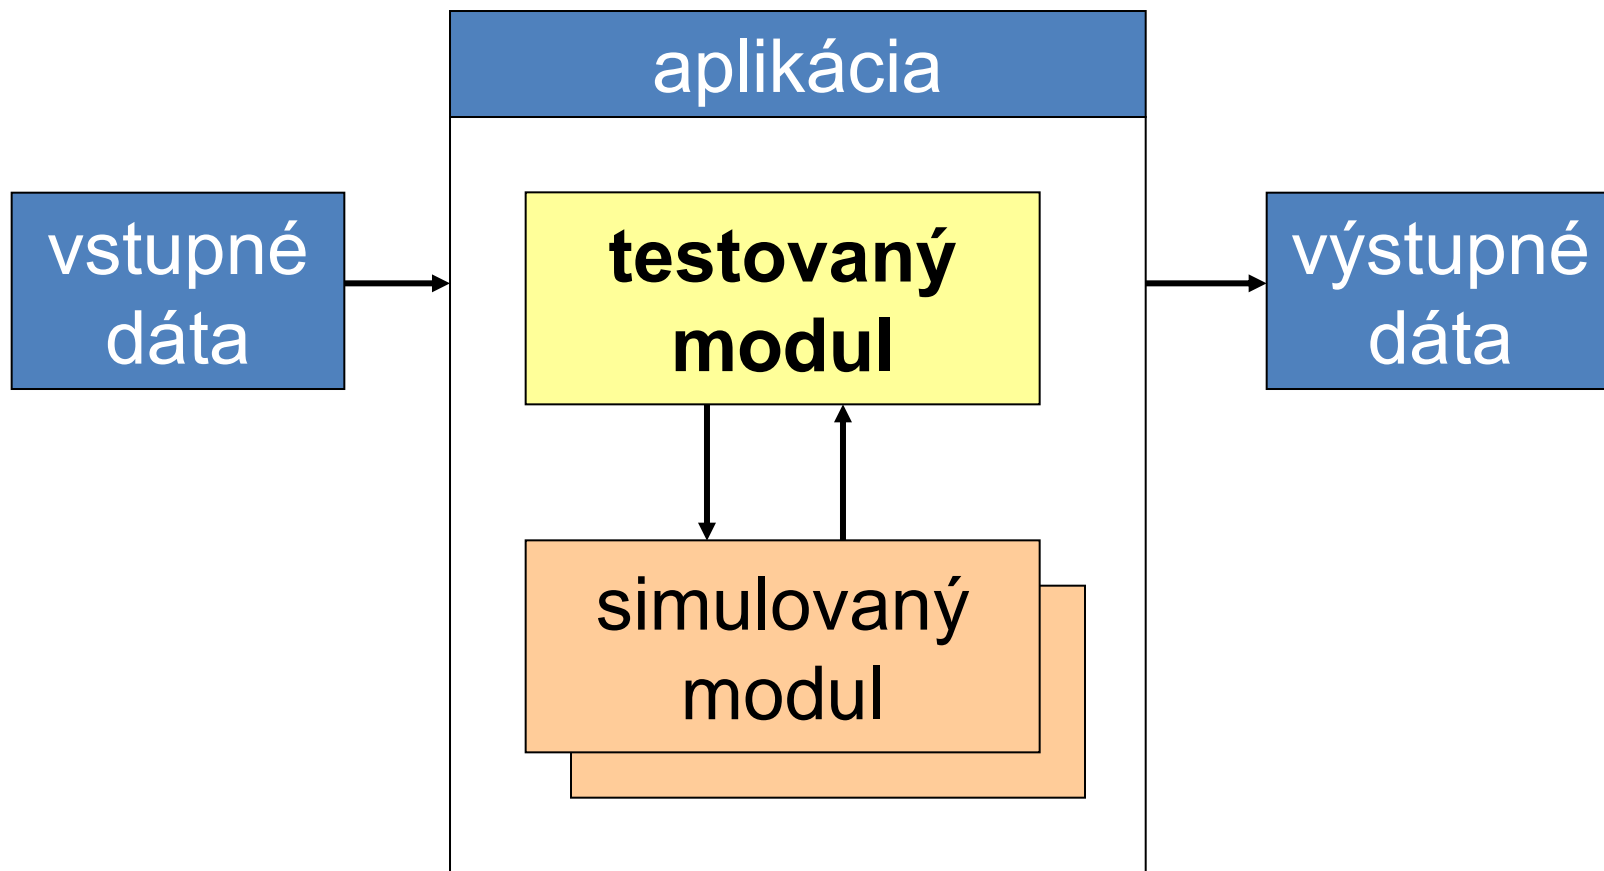 aplikácia
vstupné
dáta
testovaný
modul
výstupné
dáta
simulovaný
modul